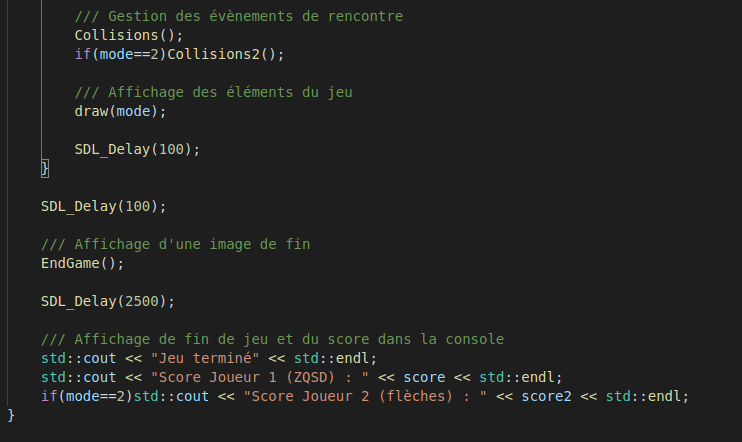 /// Gestion des évènements de rencontre
Collisions();
if(mode==2)Collisions2();
/// Affichage des éléments du jeu
draw(mode);
SDL_Delay(100);
}
SDL_Delay(100);
/// Affichage d'une image de fin
EndGame();
SDL_Delay(2500);
/// Affichage de fin de jeu et du score dans la console
std::cout << "Jeu terminé" << std::endl;
std::cout << "Score Joueur 1 (ZQSD) : " << score << std::endl;
if(mode==2)std::cout << "Score Joueur 2 (flèches) : " << score2 << std::endl;
}